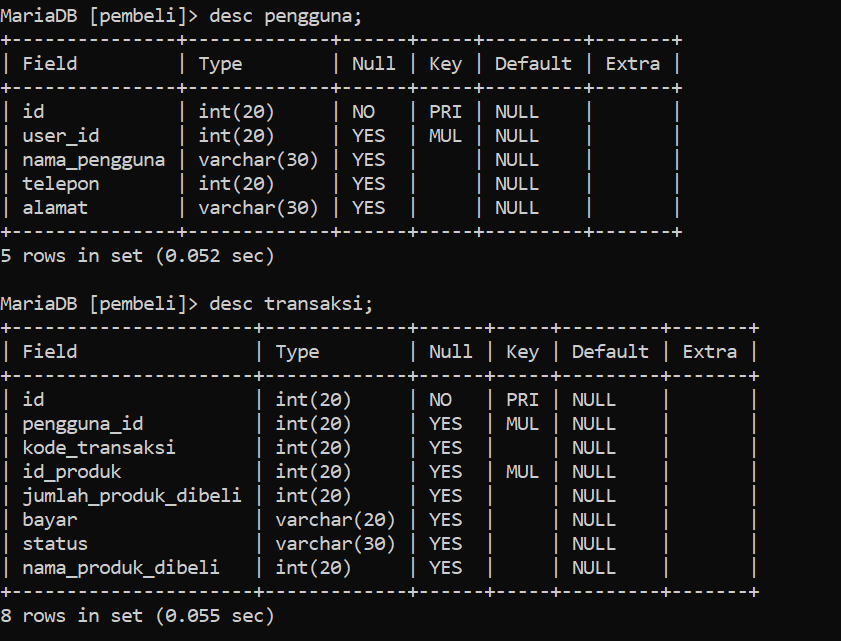 MariaDB [pembeli]> desc pengguna;
+---------------+-------------+------+-----+---------+-------+
| Field         | Type        | Null | Key | Default | Extra |
+---------------+-------------+------+-----+---------+-------+
| id            | int(20)     | NO   | PRI | NULL    |       |
| user_id       | int(20)     | YES  | MUL | NULL    |       |
| nama_pengguna | varchar(30) | YES  |     | NULL    |       |
| telepon       | int(20)     | YES  |     | NULL    |       |
| alamat        | varchar(30) | YES  |     | NULL    |       |
+---------------+-------------+------+-----+---------+-------+
5 rows in set (0.052 sec)

MariaDB [pembeli]> desc transaksi;
+----------------------+-------------+------+-----+---------+-------+
| Field                | Type        | Null | Key | Default | Extra |
+----------------------+-------------+------+-----+---------+-------+
| id                   | int(20)     | NO   | PRI | NULL    |       |
| pengguna_id          | int(20)     | YES  | MUL | NULL    |       |
| kode_transaksi       | int(20)     | YES  |     | NULL    |       |
| id_produk            | int(20)     | YES  | MUL | NULL    |       |
| jumlah_produk_dibeli | int(20)     | YES  |     | NULL    |       |
| bayar                | varchar(20) | YES  |     | NULL    |       |
| status               | varchar(30) | YES  |     | NULL    |       |
| nama_produk_dibeli   | int(20)     | YES  |     | NULL    |       |
+----------------------+-------------+------+-----+---------+-------+
8 rows in set (0.055 sec)